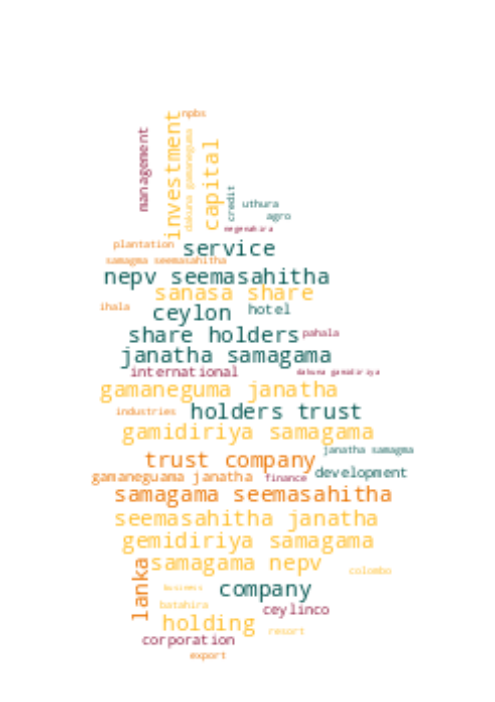 npbs
management
investment
dakuna gamaneguma
capital
credit
uthura
agro
negenahira
plantation service
samagma seemasahitha
nepv seemasahitha
sanasa share
ihala
ceylon hotel
share holders pahala
janatha samagama
international
dakuna gamidiriya
gamaneguma janatha
industries holders trust
gamidiriya samagama
janatha samagma
trust company
gamaneguama janatha finance development
samagama seemasahitha
seemasahitha janatha
gemidiriya samagama
samagama nepv
colombo
lanka
business company
batahira ceylinco
holding
resort
corporation
export